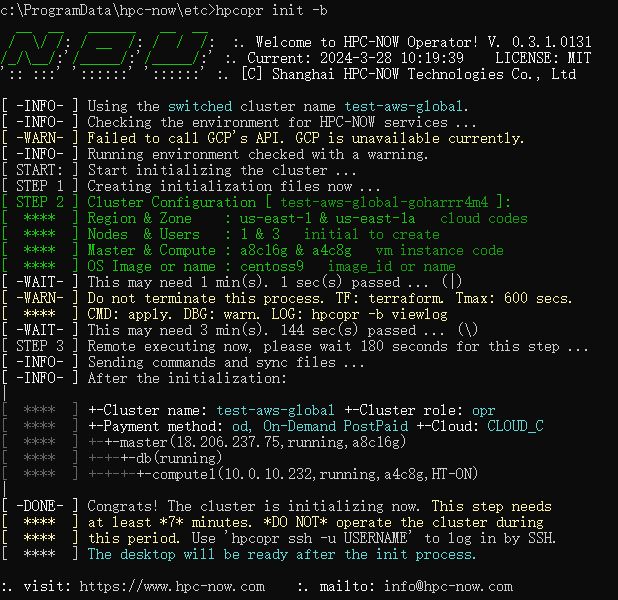 c:\ProgramData\hpc-now\etc>hpcopr init -b
:. Welcome to HPC-NOW Operator! V. 0.3.1.0131
:. Current: 2024-3-28 10:19:39    LICENSE: MIT
:. [C] Shanghai HPC-NOW Technologies Co., Ltd
[ -INFO- ] Using the switched cluster name test-aws-global.
[ -INFO- ] Checking the environment for HPC-NOW services ...
[ -WARN- ] Failed to call GCP's API. GCP is unavailable currently.
[ -INFO- ] Running environment checked with a warning.
[ START: ] Start initializing the cluster ...
[ STEP 1 ] Creating initialization files now ...
[ STEP 2 ] Cluster Configuration [ test-aws-global-goharrr4m4 ]:
[  ****  ] Region & Zone    : us-east-1 & us-east-1a   cloud codes
[  ****  ] Nodes  & Users   : 1 & 3   initial to create
[  ****  ] Master & Compute : a8c16g & a4c8g   vm instance code
[  ****  ] OS Image or name : centoss9   image_id or name
[ -WAIT- ] This may need 1 min(s). 1 sec(s) passed ... (|)
[ -WARN- ] Do not terminate this process. TF: terraform. Tmax: 600 secs.
[  ****  ] CMD: apply. DBG: warn. LOG: hpcopr -b viewlog
[ -WAIT- ] This may need 3 min(s). 144 sec(s) passed ... (\)
[ STEP 3 ] Remote executing now, please wait 180 seconds for this step ...
[ -INFO- ] Sending commands and sync files ...
[ -INFO- ] After the initialization:
|
[  ****  ] +-Cluster name: test-aws-global +-Cluster role: opr
[  ****  ] +-Payment method: od, On-Demand PostPaid +-Cloud: CLOUD_C
[  ****  ] +-+-master(18.206.237.75,running,a8c16g)
[  ****  ] +-+-+-db(running)
[  ****  ] +-+-+-+-compute1(10.0.10.232,running,a4c8g,HT-ON)
|
[ -DONE- ] Congrats! The cluster is initializing now. This step needs
[  ****  ] at least *7* minutes. *DO NOT* operate the cluster during
[  ****  ] this period. Use 'hpcopr ssh -u USERNAME' to log in by SSH.
[  ****  ] The desktop will be ready after the init process.
:. visit: https://www.hpc-now.com    :. mailto: info@hpc-now.com